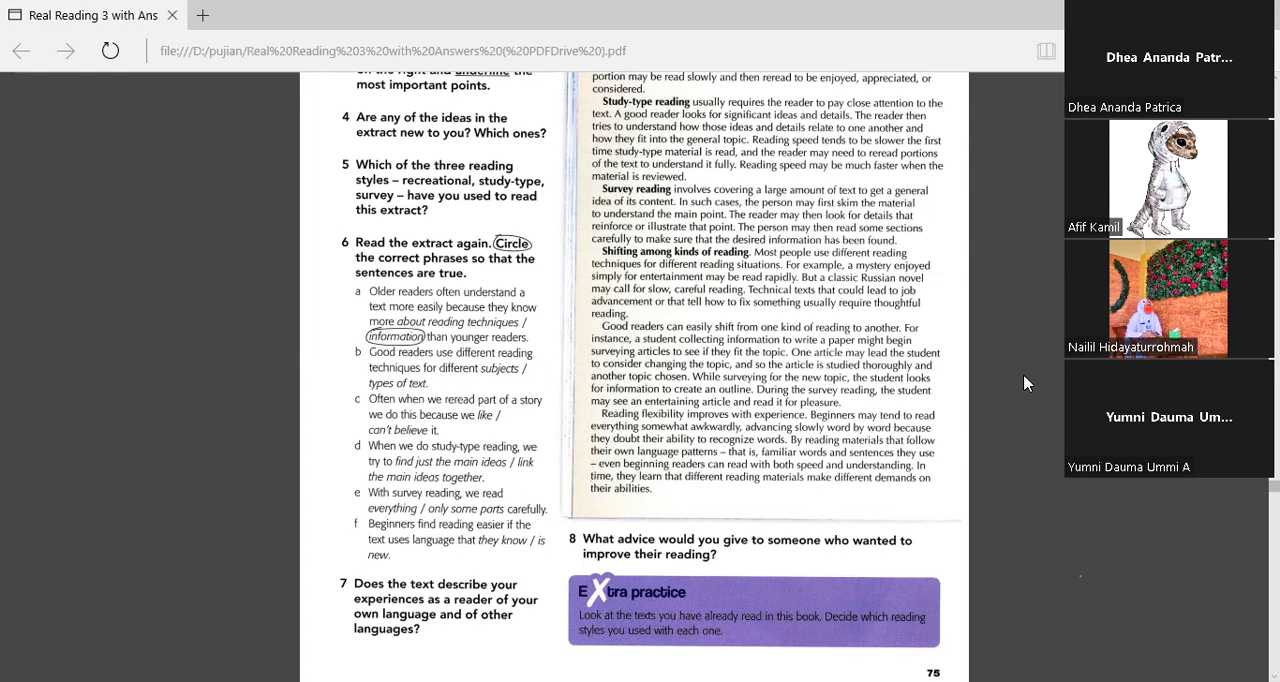 Real Reading 3 with Ans
file:///D:/pujian/Real%20Reading%203%20with%20Answers%20(%20PDFDrive%20).pdf
on the right and underline the
most important points.
4 Are any of the ideas in the
extract new to you? Which ones?
5 Which of the three reading
styles – recreational, study-type,
survey – have you used to read
this extract?
6 Read the extract again. Circle
the correct phrases so that the
sentences are true.
a Older readers often understand a
text more easily because they know
more about reading techniques /
information than younger readers.
b Good readers use different reading
techniques for different subjects /
types of text.
c Often when we reread part of a story
we do this because we like /
can't believe it.
d When we do study-type reading, we
try to find just the main ideas / link
the main ideas together.
e With survey reading, we read
everything / only some parts carefully.
f Beginners find reading easier if the
text uses language that they know / is
new.
7 Does the text describe your
experiences as a reader of your
own language and of other
languages?
portion may be read slowly and then reread to be enjoyed, appreciated, or
considered.
Study-type reading usually requires the reader to pay close attention to the
text. A good reader looks for significant ideas and details. The reader then
tries to understand how those ideas and details relate to one another and
how they fit into the general topic. Reading speed tends to be slower the first
time study-type material is read, and the reader may need to reread portions
of the text to understand it fully. Reading speed may be much faster when the
material is reviewed.
Survey reading involves covering a large amount of text to get a general
idea of its content. In such cases, the person may first skim the material
to understand the main point. The reader may then look for details that
reinforce or illustrate that point. The person may then read some sections
carefully to make sure that the desired information has been found.
Shifting among kinds of reading. Most people use different reading
techniques for different reading situations. For example, a mystery enjoyed
simply for entertainment may be read rapidly. But a classic Russian novel
may call for slow, careful reading. Technical texts that could lead to job
advancement or that tell how to fix something usually require thoughtful
reading.
Good readers can easily shift from one kind of reading to another. For
instance, a student collecting information to write a paper might begin
surveying articles to see if they fit the topic. One article may lead the student
to consider changing the topic, and so the article is studied thoroughly and
another topic chosen. While surveying for the new topic, the student looks
for information to create an outline. During the survey reading, the student
may see an entertaining article and read it for pleasure.
Reading flexibility improves with experience. Beginners may tend to read
everything somewhat awkwardly, advancing slowly word by word because
they doubt their ability to recognize words. By reading materials that follow
their own language patterns – that is, familiar words and sentences they use
– even beginning readers can read with both speed and understanding. In
time, they learn that different reading materials make different demands on
their abilities.
8 What advice would you give to someone who wanted to
improve their reading?
Extra practice
Look at the texts you have already read in this book. Decide which reading
styles you used with each one.
75
Dhea Ananda Patr...
Dhea Ananda Patrica
Afif Kamil
Nailil Hidayaturrohmah
Yumni Dauma Um...
Yumni Dauma Ummi A